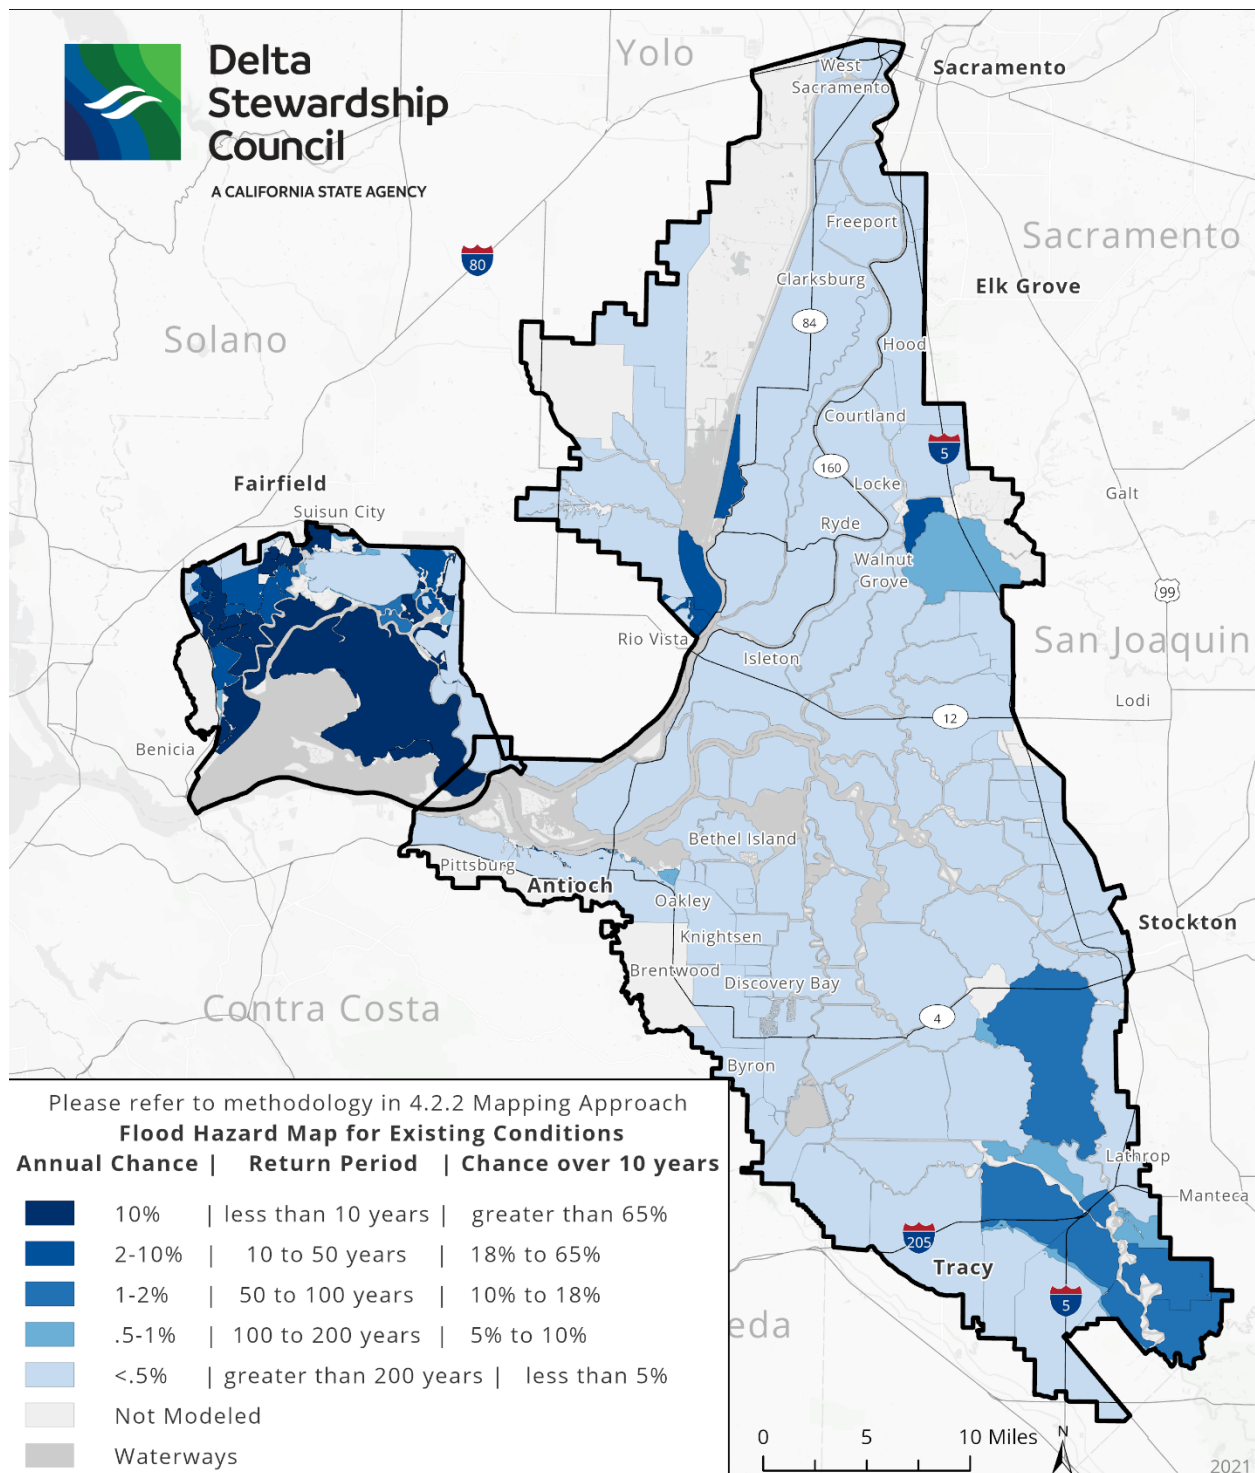 Delta
Stewardship
Council
A CALIFORNIA STATE AGENCY
Yolo
West
Sacramento
Sacramento
Freeport
Sacramento
80
Clarksburg
Elk Grove
84
Solano
Hood
Courtland
5
160
Locke
Fairfield
Galt
Suisun City
Ryde
Walnut
Grove
99
Rio Vista
San Joaquin
Isleton
Lodi
12
Benicia
Bethel Island
Pittsburg
Antioch
Oakley
Stockton
Knightsen
Brentwood
Discovery Bay
Contra Costa
4
Byron
Please refer to methodology in 4.2.2 Mapping Approach
Flood Hazard Map for Existing Conditions
Annual Chance | Return Period | Chance over 10 years
10% | less than 10 years | greater than 65%
2-10% | 10 to 50 years | 18% to 65%
1-2% | 50 to 100 years | 10% to 18%
.5-1% | 100 to 200 years | 5% to 10%
<.5% | greater than 200 years | less than 5%
Not Modeled
Waterways
Lathrop
Manteca
205
Tracy
5
eda
0 5 10 Miles
N
2021